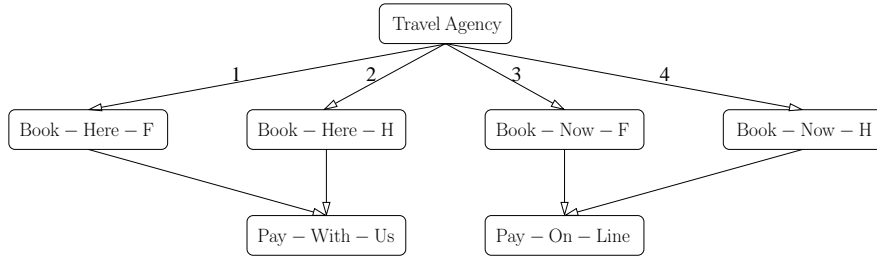 Travel Agency
1
2
3
4
Book – Here – F
Book – Here – H
Book – Now – F
Book – Now – H
Pay – With – Us
Pay – On – Line